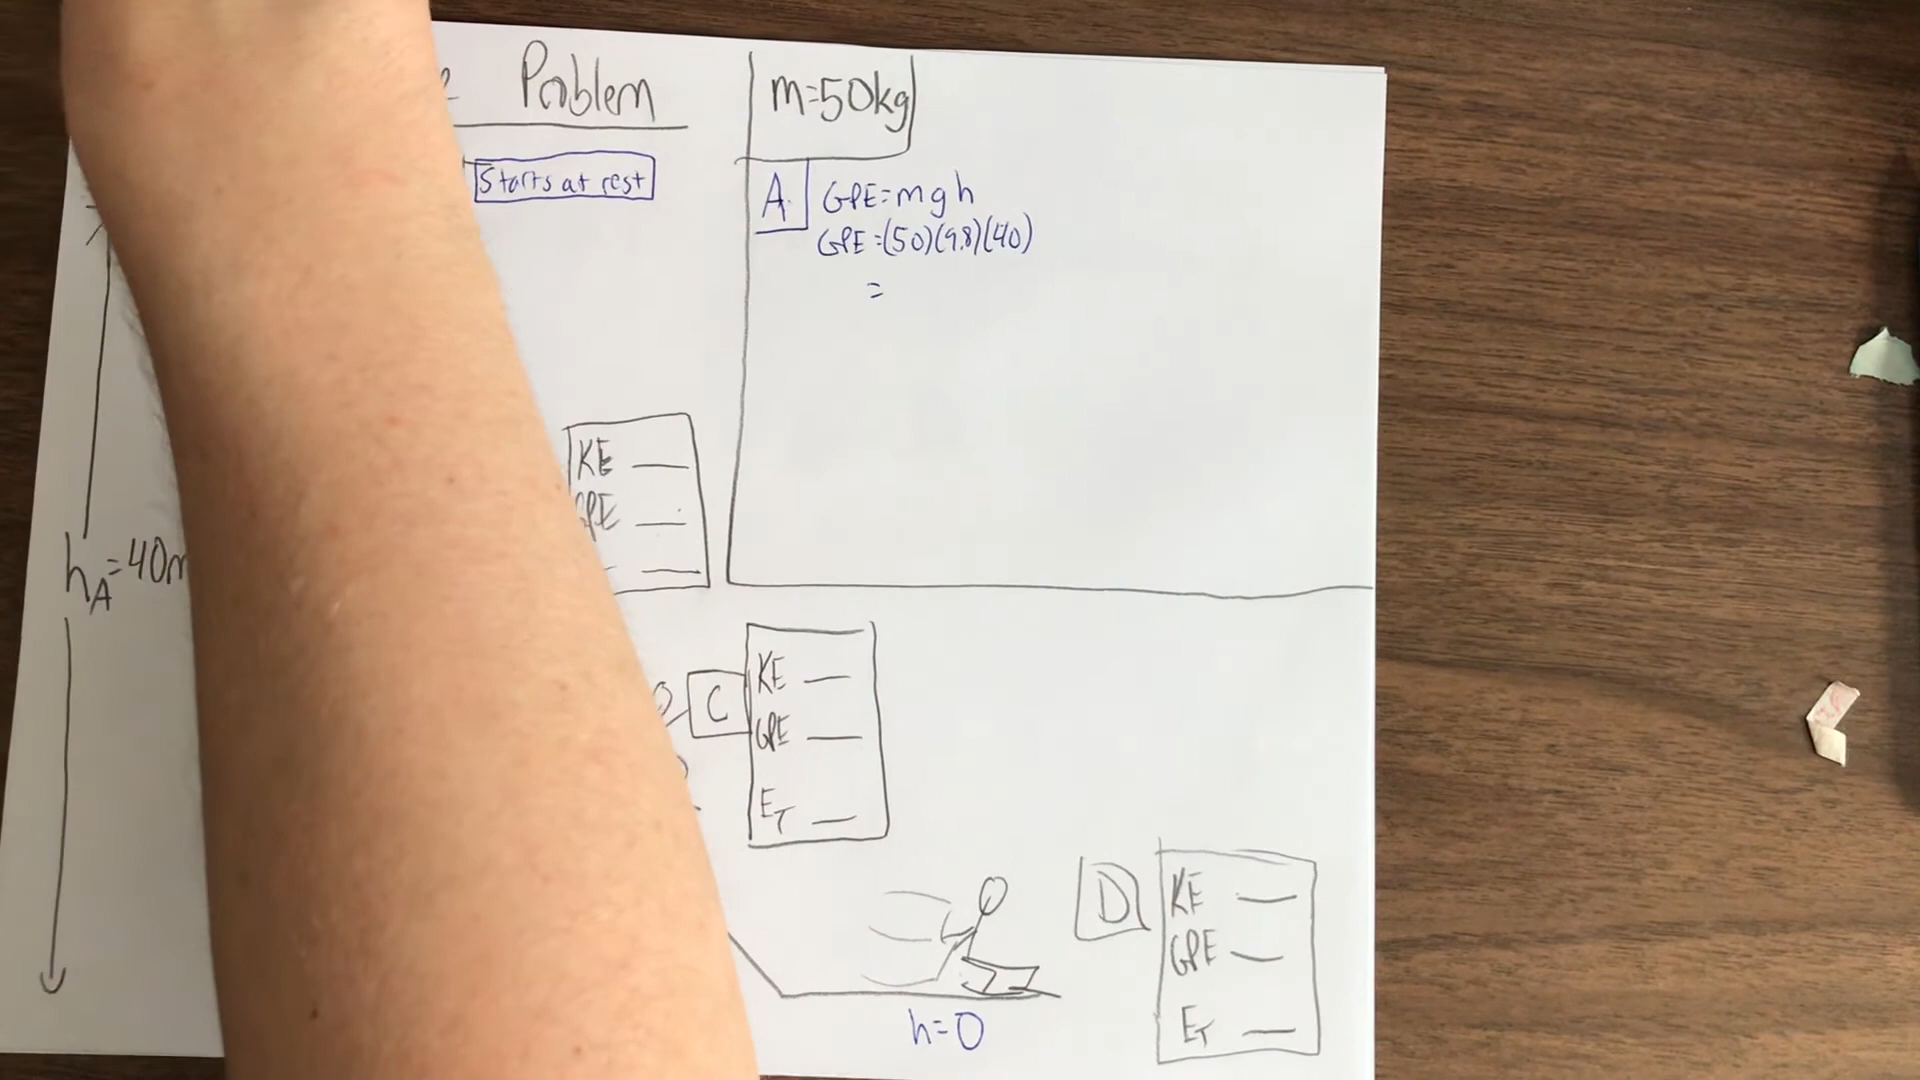 Problem
m=50kg
Starts at rest
A
GPE=mgh
GPE=(50)(9.8)(40)
=
KE
GPE
hA=40m
C
KE
GPE
ET
D
KE
GPE
ET
h=0